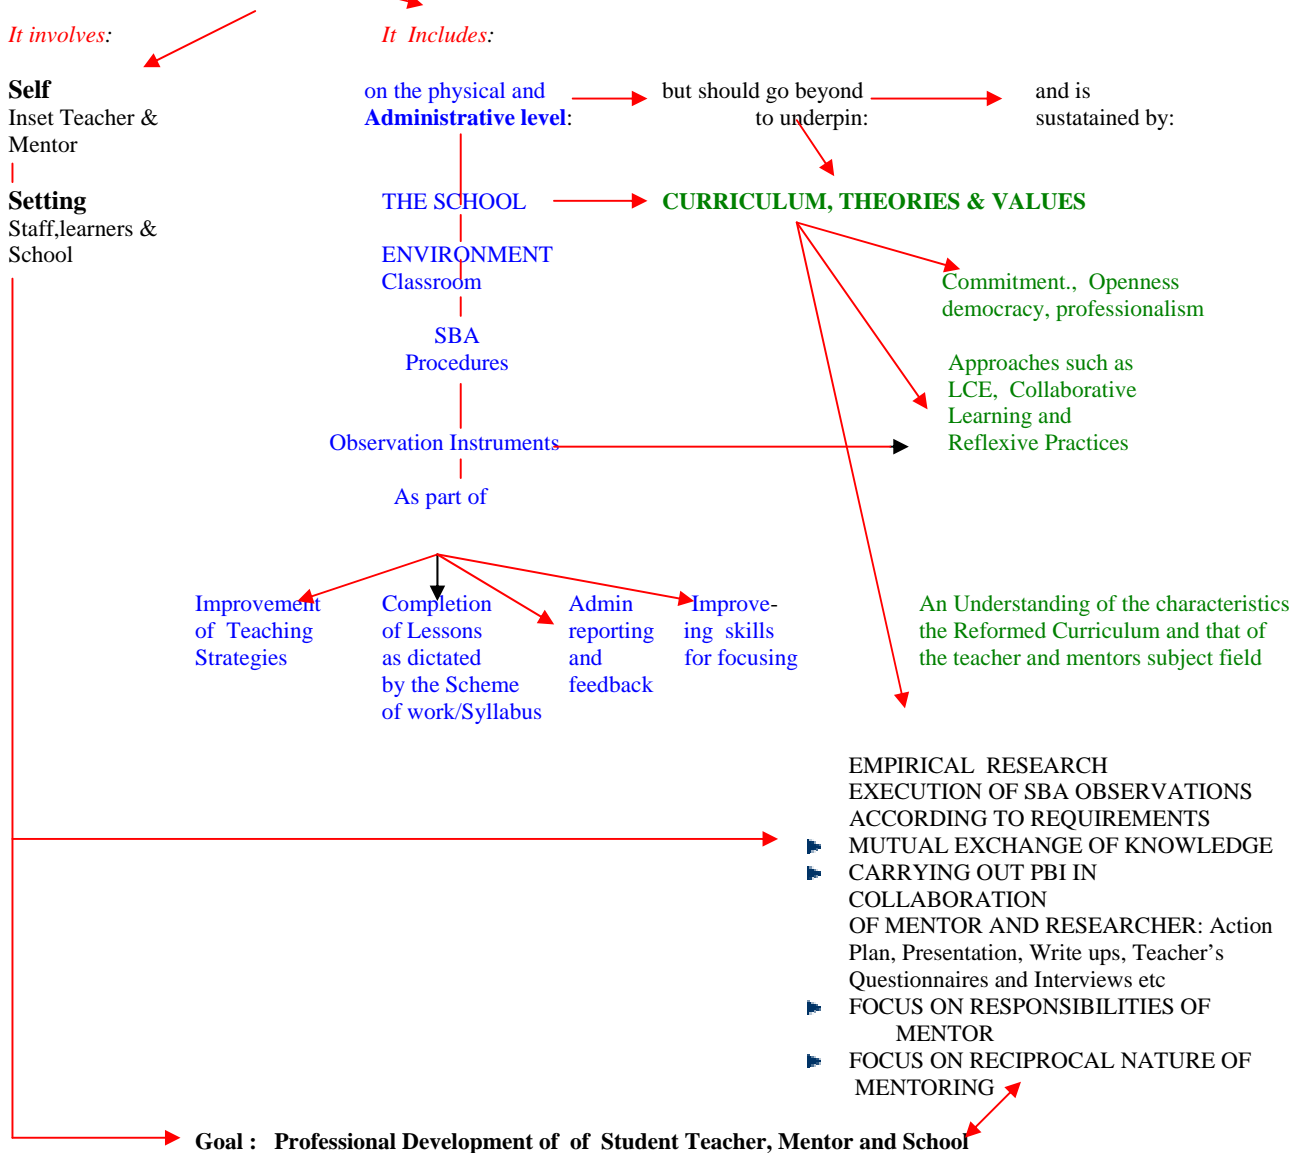 It involves:
It Includes:
Self
Inset Teacher &
Mentor
on the physical and
Administrative level:
but should go beyond
to underpin:
and is
sustatained by:
Setting
Staff,learners &
School
THE SCHOOL
CURRICULUM, THEORIES & VALUES
ENVIRONMENT
Classroom
Commitment., Openness
democracy, professionalism
SBA
Procedures
Approaches such as
LCE, Collaborative
Learning and
Reflexive Practices
Observation Instruments
As part of
Improvement
of Teaching
Strategies
Completion
of Lessons
as dictated
by the Scheme
of work/Syllabus
Admin
reporting
and
feedback
Improve-
ing skills
for focusing
An Understanding of the characteristics
the Reformed Curriculum and that of
the teacher and mentors subject field
EMPIRICAL RESEARCH
EXECUTION OF SBA OBSERVATIONS
ACCORDING TO REQUIREMENTS
MUTUAL EXCHANGE OF KNOWLEDGE
CARRYING OUT PBI IN
COLLABORATION
OF MENTOR AND RESEARCHER: Action
Plan, Presentation, Write ups, Teacher's
Questionnaires and Interviews etc
FOCUS ON RESPONSIBILITIES OF
MENTOR
FOCUS ON RECIPROCAL NATURE OF
MENTORING
Goal : Professional Development of of Student Teacher, Mentor and School